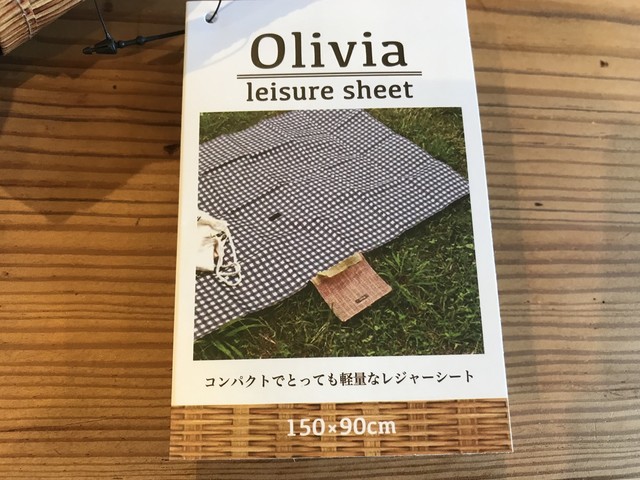 Olivia
leisure sheet
コンパクトでとっても軽量なレジャーシート
150×90cm